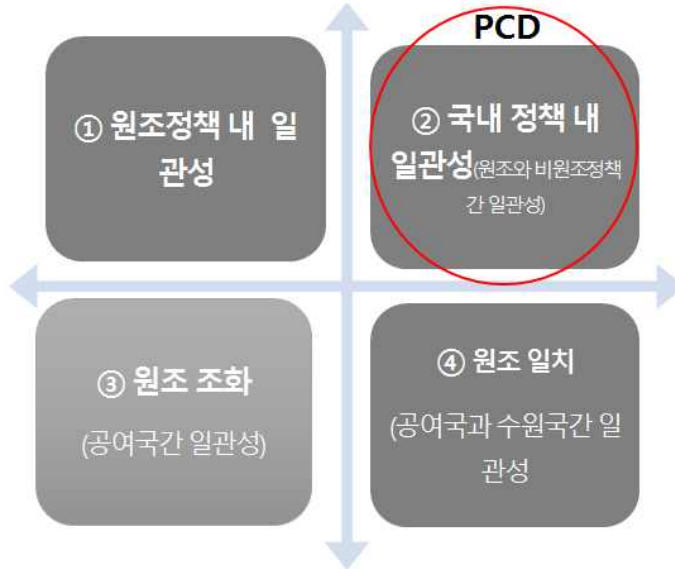 PCD
① 원조정책 내 일
관성
② 국내 정책 내
일관성(원조와 비원조정책
간 일관성)
③ 원조 조화
(공여국간 일관성)
④ 원조 일치
(공여국과 수원국간 일
관성